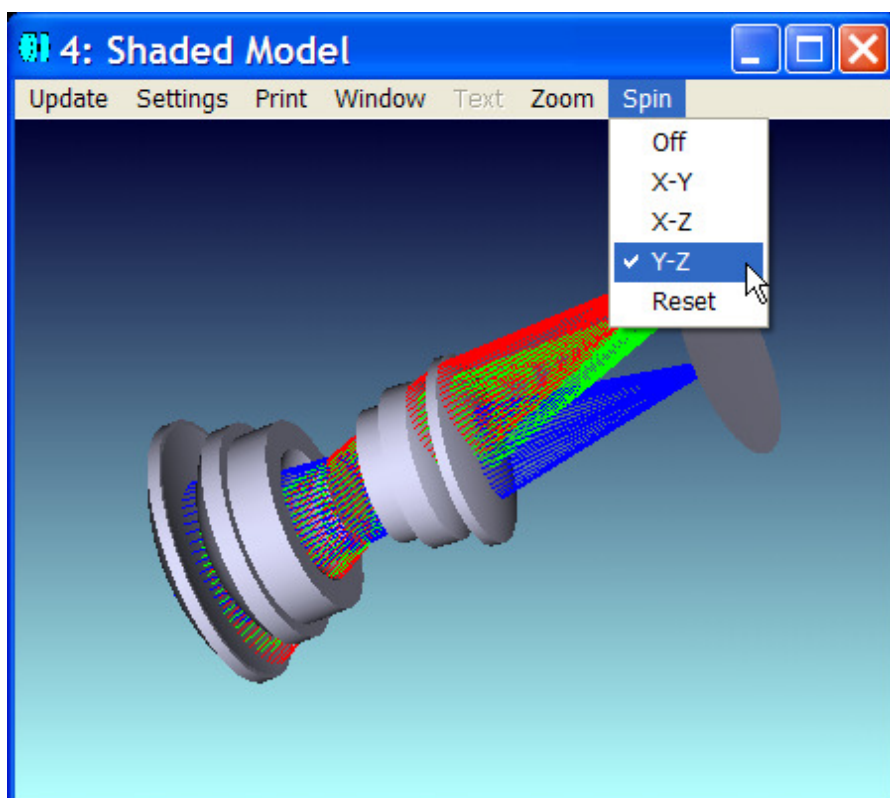 4: Shaded Model
Update Settings Print Window Text Zoom Spin
Off
X-Y
X-Z
Y-Z
Reset